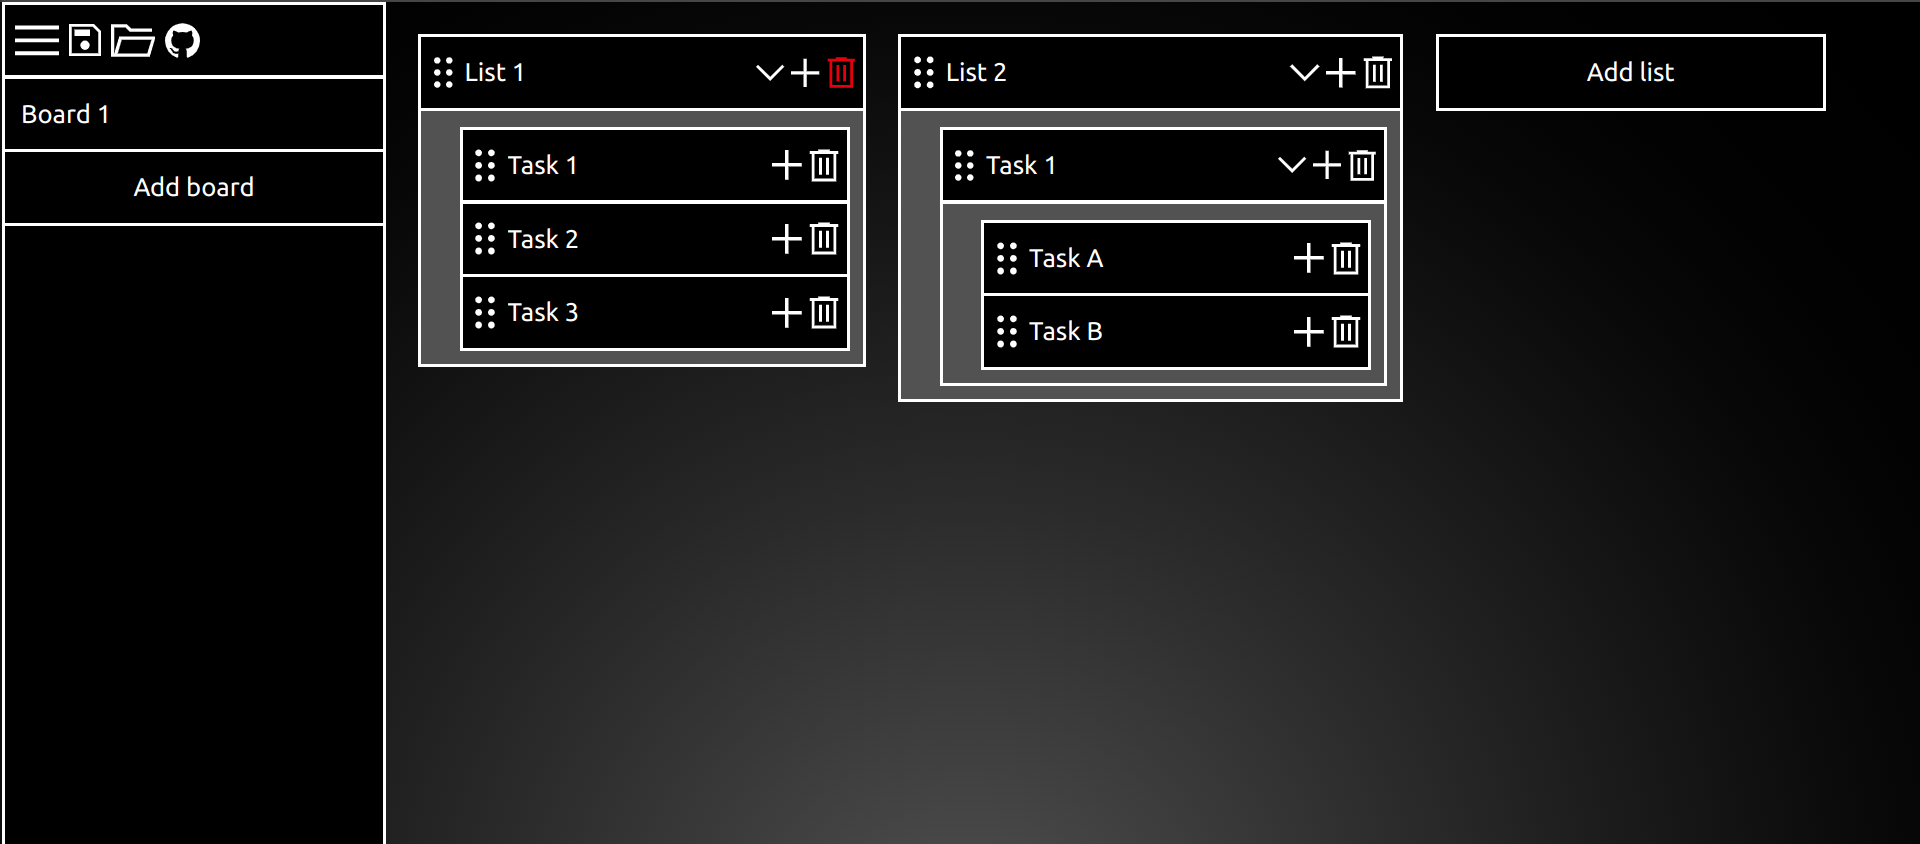 Board 1
Add board
List 1
Task 1
Task 2
Task 3
List 2
Task 1
Task A
Task B
Add list